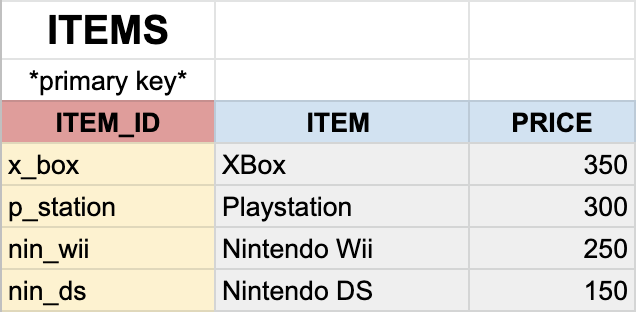 ITEMS
*primary key*
ITEM_ID ITEM PRICE
x_box XBox 350
p_station Playstation 300
nin_wii Nintendo Wii 250
nin_ds Nintendo DS 150